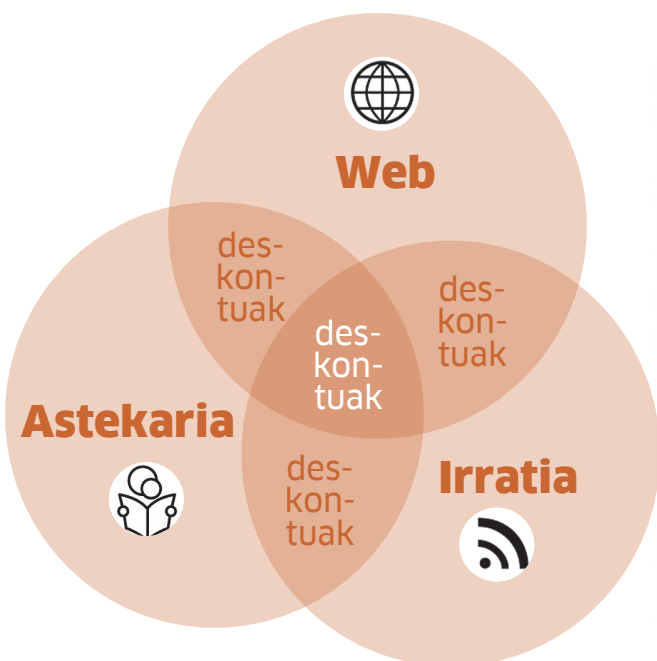 Web
des-
kon-
tuak
des-
kon-
tuak
des-
kon-
tuak
Astekaria
des-
kon-
tuak
Irratia